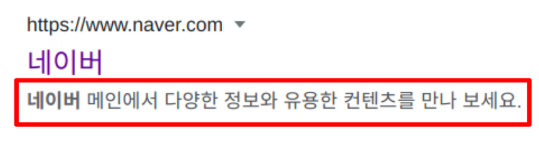 https://www.naver.com
네이버
네이버 메인에서 다양한 정보와 유용한 컨텐츠를 만나 보세요.